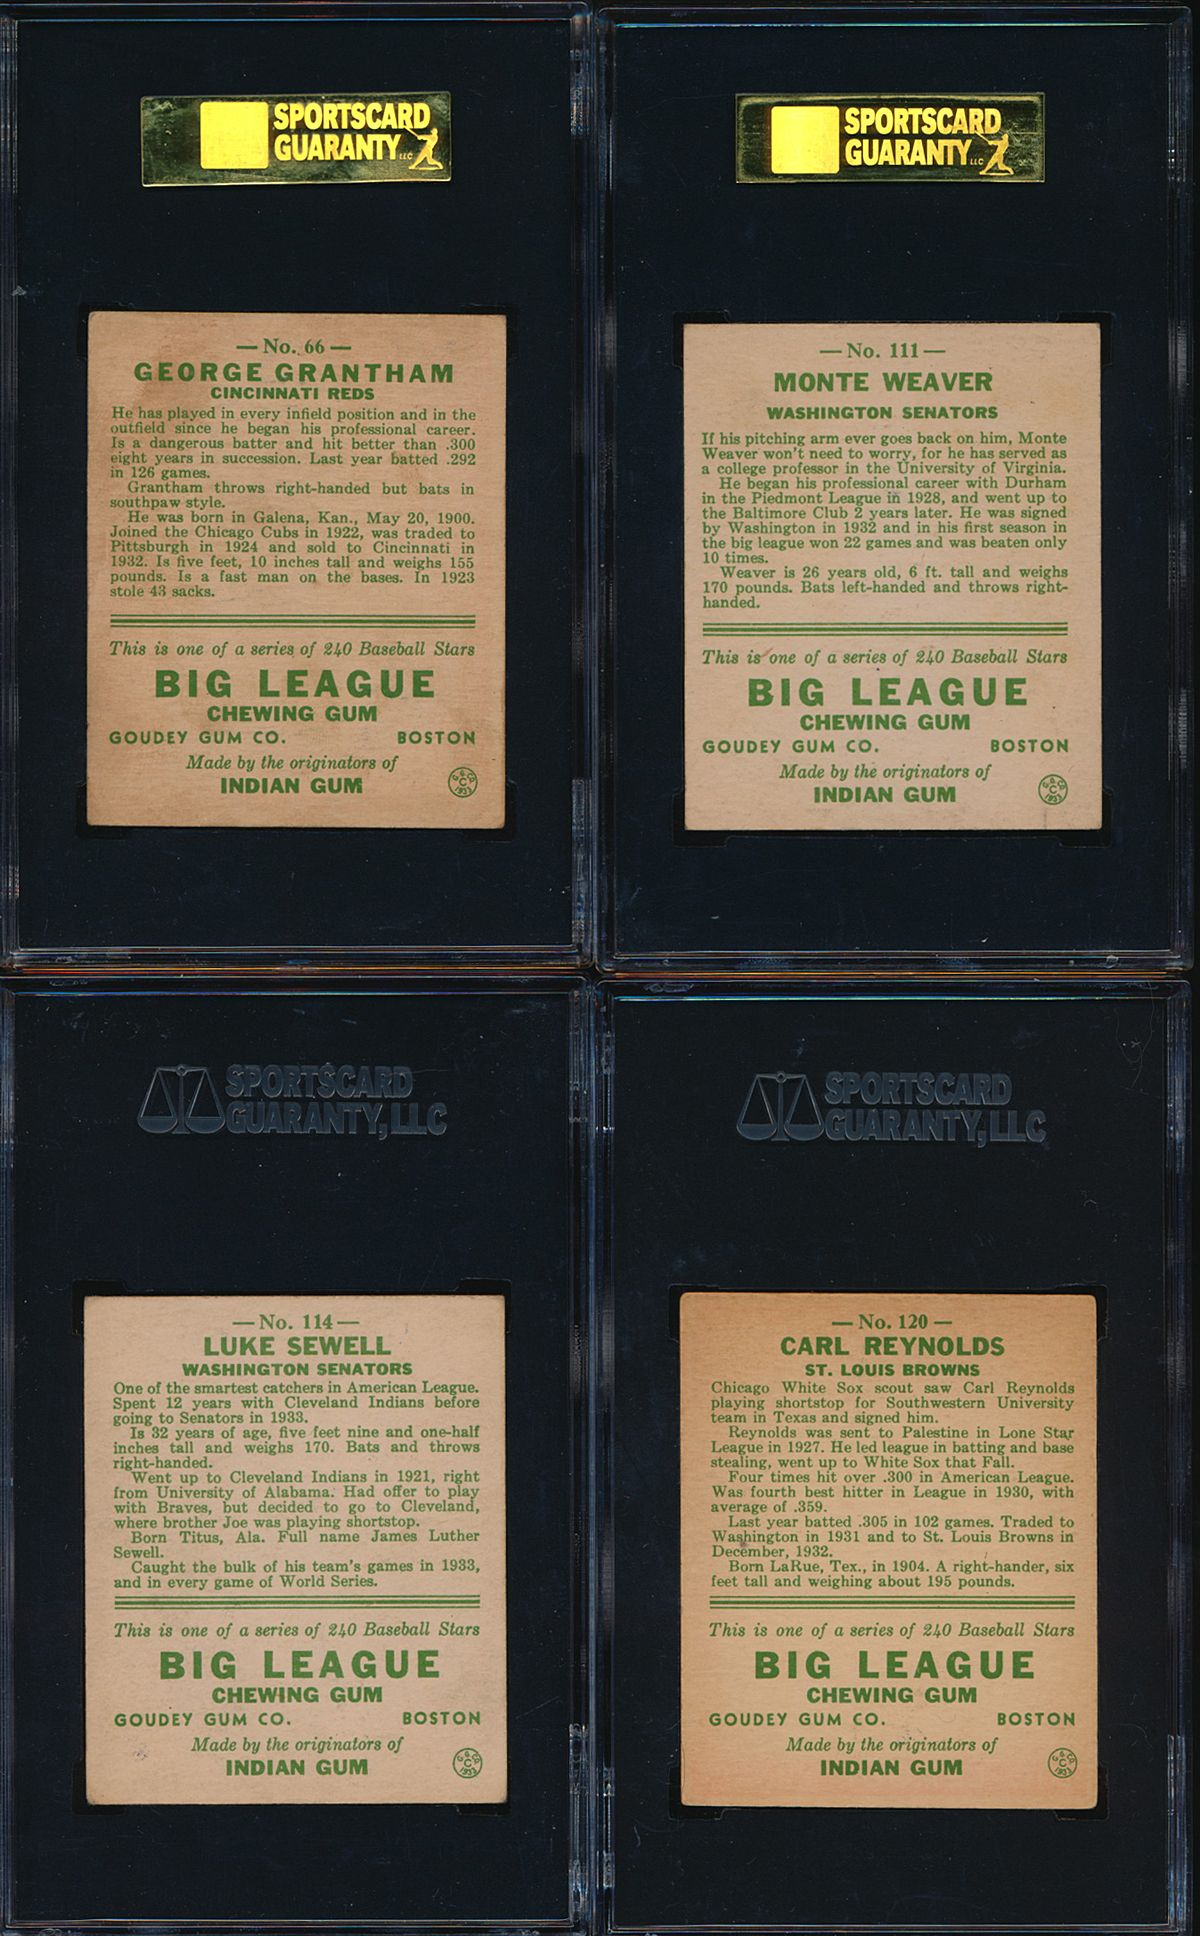 SPORTSCARD
GUARANTY LLC
— No. 66 —
GEORGE GRANTHAM
CINCINNATI REDS
He has played in every infield position and in the
outfield since he began his professional career.
Is a dangerous batter and hit better than .300
eight years in succession. Last year batted .292
in 126 games.
Grantham throws right-handed but bats in
southpaw style.
He was born in Galena, Kan., May 20, 1900.
Joined the Chicago Cubs in 1922, was traded to
Pittsburgh in 1924 and sold to Cincinnati in
1932. Is five feet, 10 inches tall and weighs 155
pounds. Is a fast man on the bases. In 1923
stole 43 sacks.
This is one of a series of 240 Baseball Stars
BIG LEAGUE
CHEWING GUM
GOUDEY GUM CO. BOSTON
Made by the originators of
INDIAN GUM
G. G. CO.
C
1933
SPORTSCARD
GUARANTY LLC
— No. 111 —
MONTE WEAVER
WASHINGTON SENATORS
If his pitching arm ever goes back on him, Monte
Weaver won't need to worry, for he has served as
a college professor in the University of Virginia.
He began his professional career with Durham
in the Piedmont League in 1928, and went up to
the Baltimore Club 2 years later. He was signed
by Washington in 1932 and in his first season in
the big league won 22 games and was beaten only
10 times.
Weaver is 26 years old, 6 ft. tall and weighs
170 pounds. Bats left-handed and throws right-
handed.
This is one of a series of 240 Baseball Stars
BIG LEAGUE
CHEWING GUM
GOUDEY GUM CO. BOSTON
Made by the originators of
INDIAN GUM
G. G. CO.
C
1933
SPORTSCARD
GUARANTY, LLC
— No. 114 —
LUKE SEWELL
WASHINGTON SENATORS
One of the smartest catchers in American League.
Spent 12 years with Cleveland Indians before
going to Senators in 1933.
Is 32 years of age, five feet nine and one-half
inches tall and weighs 170. Bats and throws
right-handed.
Went up to Cleveland Indians in 1921, right
from University of Alabama. Had offer to play
with Braves, but decided to go to Cleveland,
where brother Joe was playing shortstop.
Born Titus, Ala. Full name James Luther
Sewell.
Caught the bulk of his team's games in 1933,
and in every game of World Series.
This is one of a series of 240 Baseball Stars
BIG LEAGUE
CHEWING GUM
GOUDEY GUM CO. BOSTON
Made by the originators of
INDIAN GUM
G. G. CO.
C
1933
SPORTSCARD
GUARANTY, LLC
— No. 120 —
CARL REYNOLDS
ST. LOUIS BROWNS
Chicago White Sox scout saw Carl Reynolds
playing shortstop for Southwestern University
team in Texas and signed him.
Reynolds was sent to Palestine in Lone Star
League in 1927. He led league in batting and base
stealing, went up to White Sox that Fall.
Four times hit over .300 in American League.
Was fourth best hitter in League in 1930, with
average of .359.
Last year batted .305 in 102 games. Traded to
Washington in 1931 and to St. Louis Browns in
December, 1932.
Born LaRue, Tex., in 1904. A right-hander, six
feet tall and weighing about 195 pounds.
This is one of a series of 240 Baseball Stars
BIG LEAGUE
CHEWING GUM
GOUDEY GUM CO. BOSTON
Made by the originators of
INDIAN GUM
G. G. CO.
C
1933